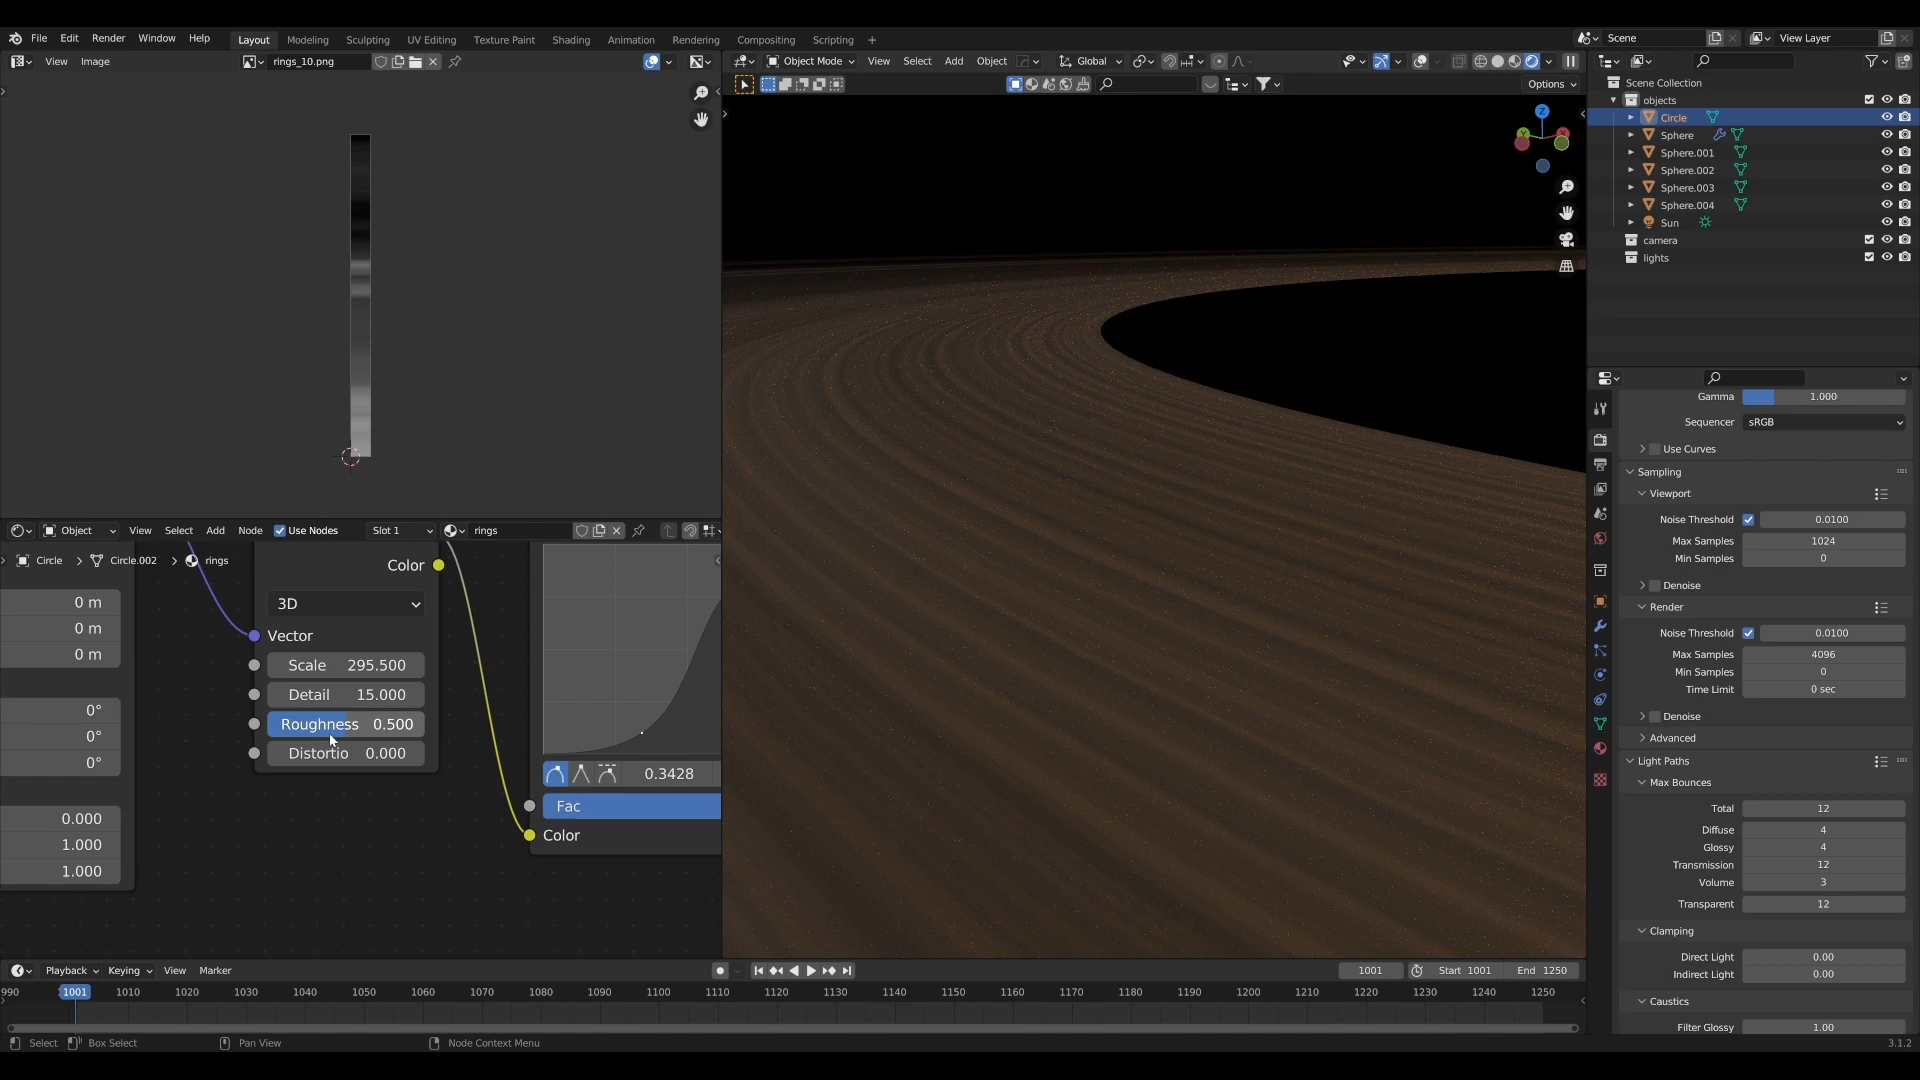 File Edit Render Window Help Layout Modeling Sculpting UV Editing Texture Paint Shading Animation Rendering Compositing Scripting + Scene View Layer
View Image rings_10.png Object Mode View Select Add Object Global
Options
Scene Collection
objects
Circle
Sphere
Sphere.001
Sphere.002
Sphere.003
Sphere.004
Sun
camera
lights
Z
Gamma 1.000
Sequencer sRGB
Use Curves
Sampling
Viewport
Noise Threshold 0.0100
Max Samples 1024
Min Samples 0
Denoise
Render
Noise Threshold 0.0100
Max Samples 4096
Min Samples 0
Time Limit 0 sec
Denoise
Advanced
Light Paths
Max Bounces
Total 12
Diffuse 4
Glossy 4
Transmission 12
Volume 3
Transparent 12
Clamping
Direct Light 0.00
Indirect Light 0.00
Caustics
Filter Glossy 1.00
Object View Select Add Node Use Nodes Slot 1 rings
Circle > Circle.002 > rings
0 m
0 m
0 m
0°
0°
0°
0.000
1.000
1.000
Color
3D
Vector
Scale 295.500
Detail 15.000
Roughness 0.500
Distortio 0.000
0.3428
Fac
Color
Playback Keying View Marker 1001 Start 1001 End 1250
990 1001 1010 1020 1030 1040 1050 1060 1070 1080 1090 1100 1110 1120 1130 1140 1150 1160 1170 1180 1190 1200 1210 1220 1230 1240 1250
Select Box Select Pan View Node Context Menu 3.1.2